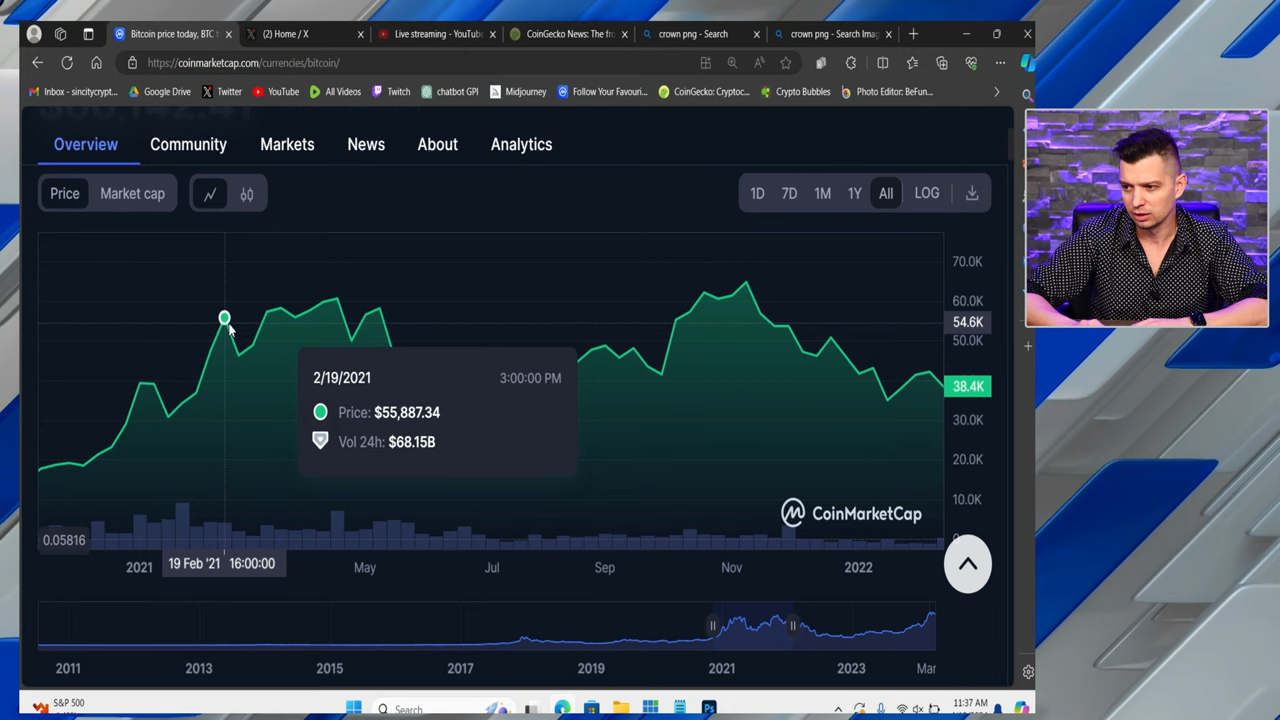 Bitcoin price today, BTC t
(2) Home / X
Live streaming - YouTube
CoinGecko News: The fro
crown png - Search
crown png - Search Imag
https://coinmarketcap.com/currencies/bitcoin/
Inbox - sincitycrypt...
Google Drive
Twitter
YouTube
All Videos
Twitch
chatbot GPI
Midjourney
Follow Your Favouri...
CoinGecko: Cryptoc...
Crypto Bubbles
Photo Editor: BeFun...
Overview
Community
Markets
News
About
Analytics
Price
Market cap
1D
7D
1M
1Y
All
LOG
70.0K
60.0K
54.6K
50.0K
38.4K
30.0K
20.0K
10.0K
2/19/2021
3:00:00 PM
Price: $55,887.34
Vol 24h: $68.15B
CoinMarketCap
0.05816
2021
19 Feb '21 16:00:00
May
Jul
Sep
Nov
2022
2011
2013
2015
2017
2019
2021
2023
Mar
S&P 500
Search
11:37 AM